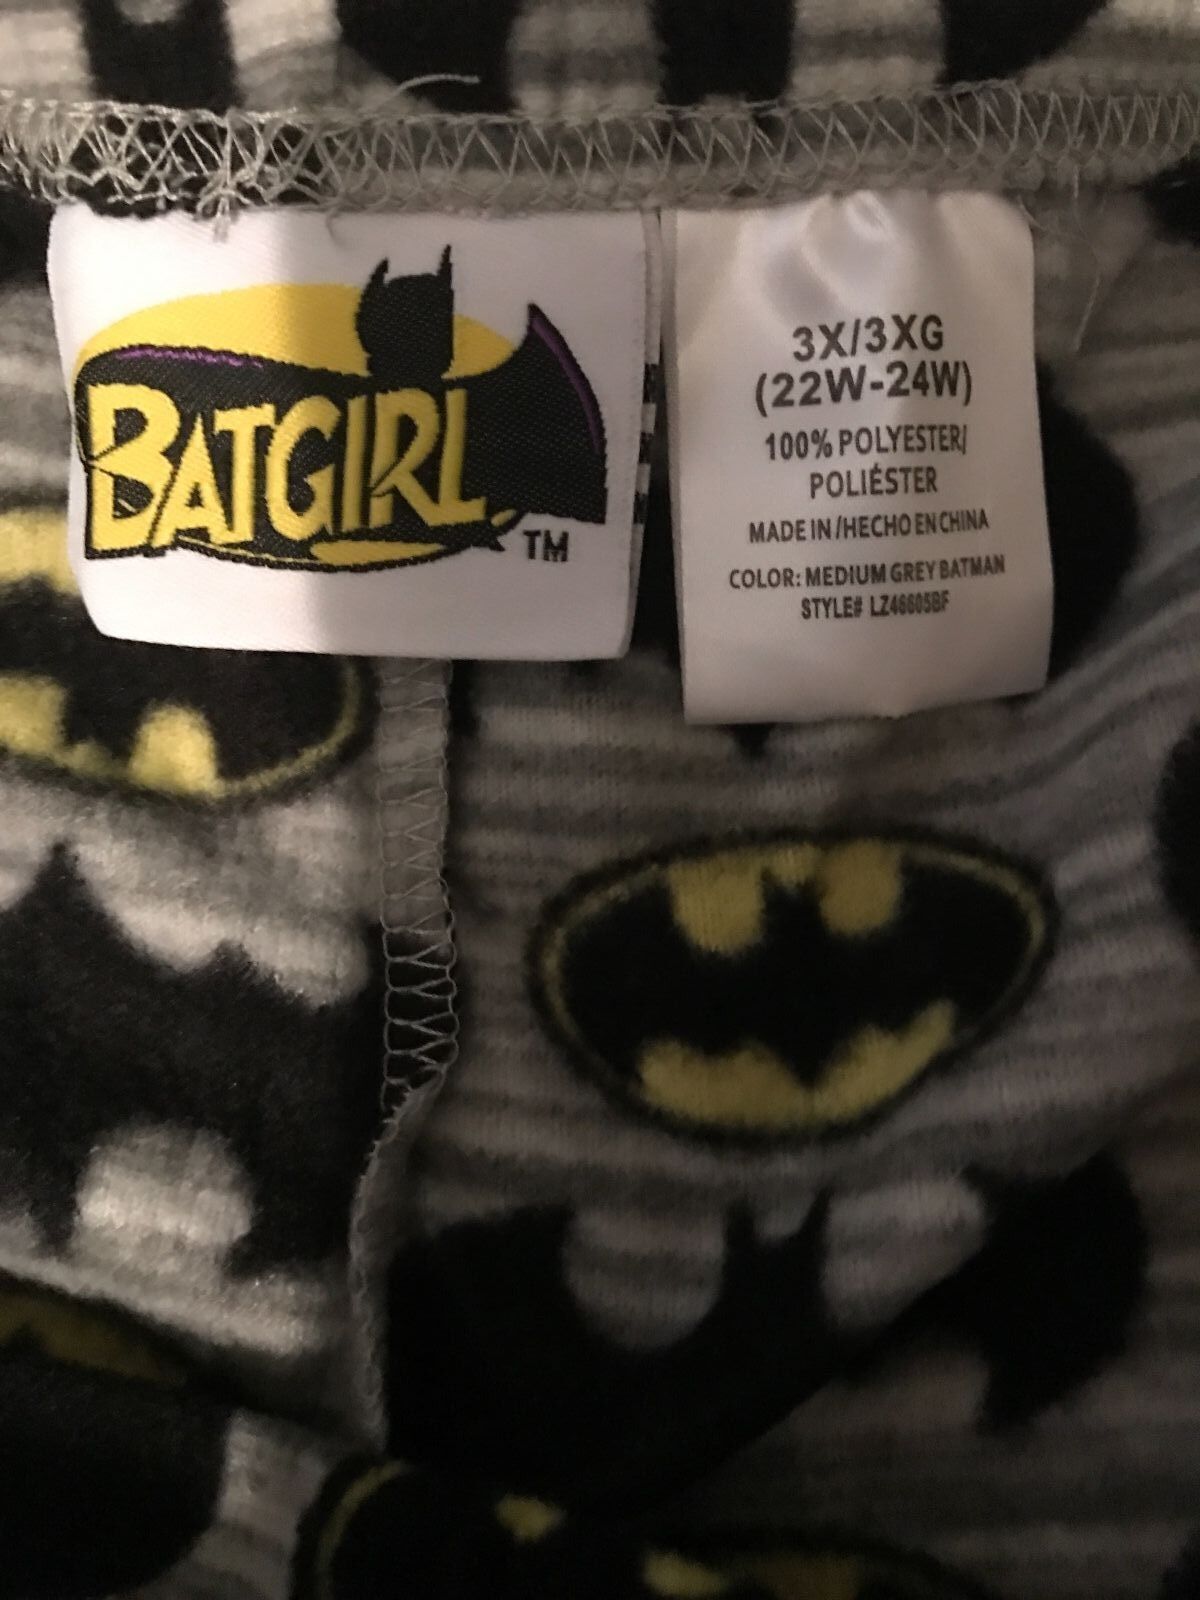 BATGIRL
TM
3X/3XG
(22W-24W)
100% POLYESTER/
POLIÉSTER
MADE IN/HECHO EN CHINA
COLOR: MEDIUM GREY BATMAN
STYLE# LZ46605BF